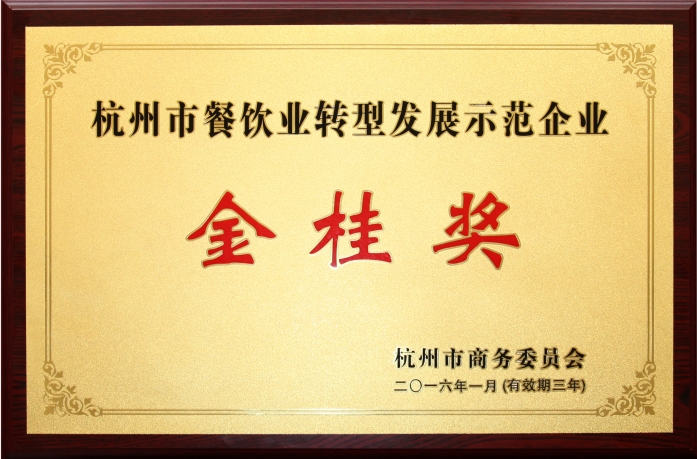 杭州市餐饮业转型发展示范企业
金桂奖
杭州市商务委员会
二〇一六年一月(有效期三年)